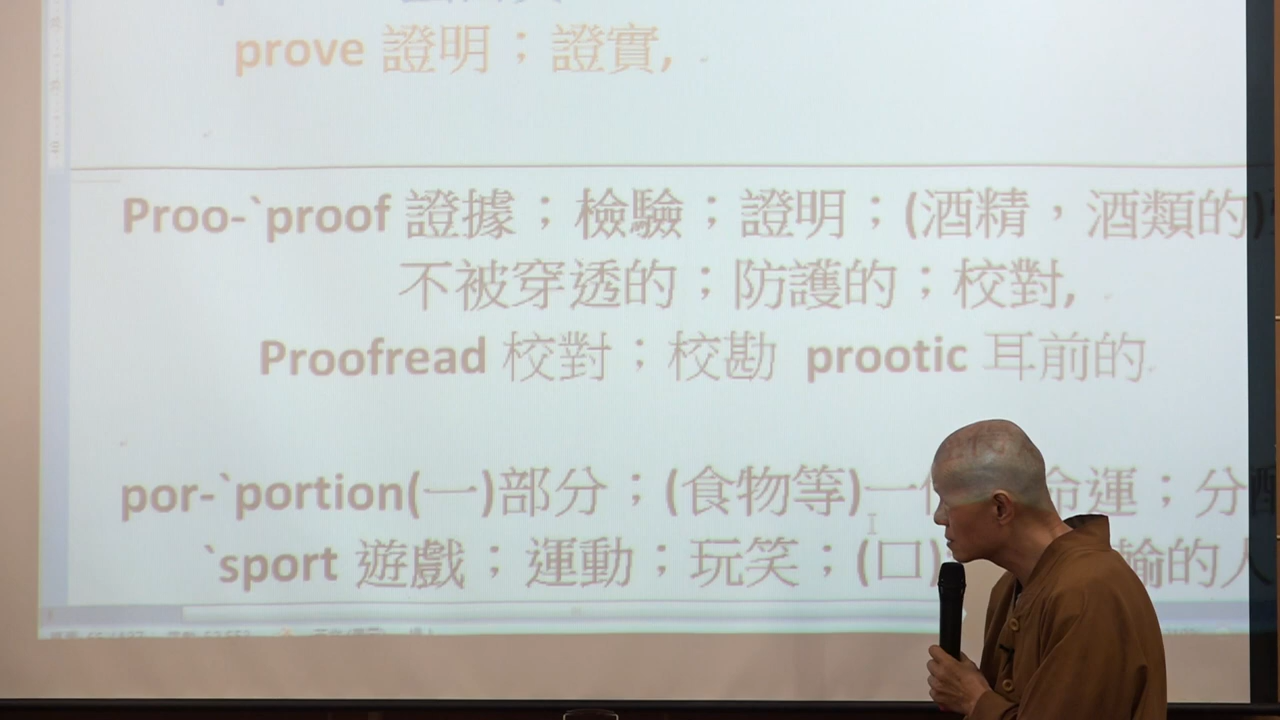 prove 證明；證實,
Proo-`proof 證據；檢驗；證明；(酒精，酒類的)
不被穿透的；防護的；校對,
Proofread 校對；校勘 prootic 耳前的
por-`portion(一)部分；(食物等)一 命運；分
`sport 遊戲；運動；玩笑；(口) 輸的人